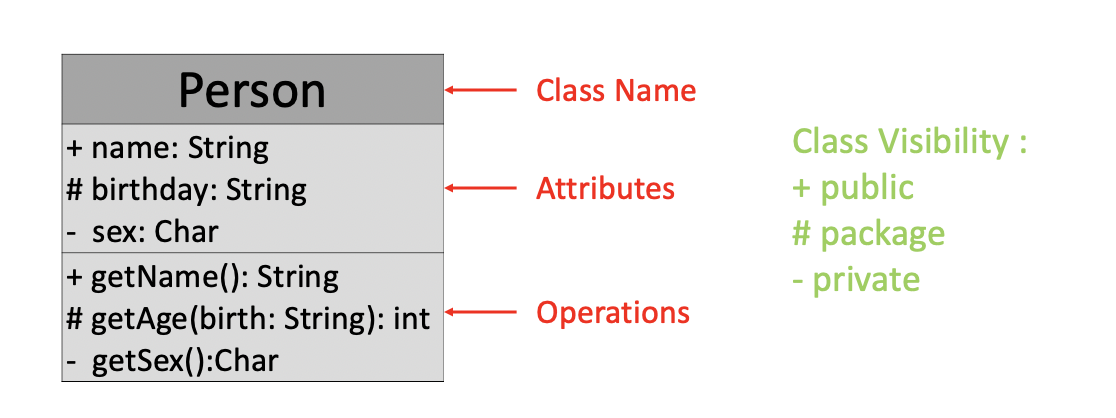 Person
Class Name
+ name: String
# birthday: String
- sex: Char
Attributes
+ getName(): String
# getAge(birth: String): int
- getSex():Char
Operations
Class Visibility :
+ public
# package
- private